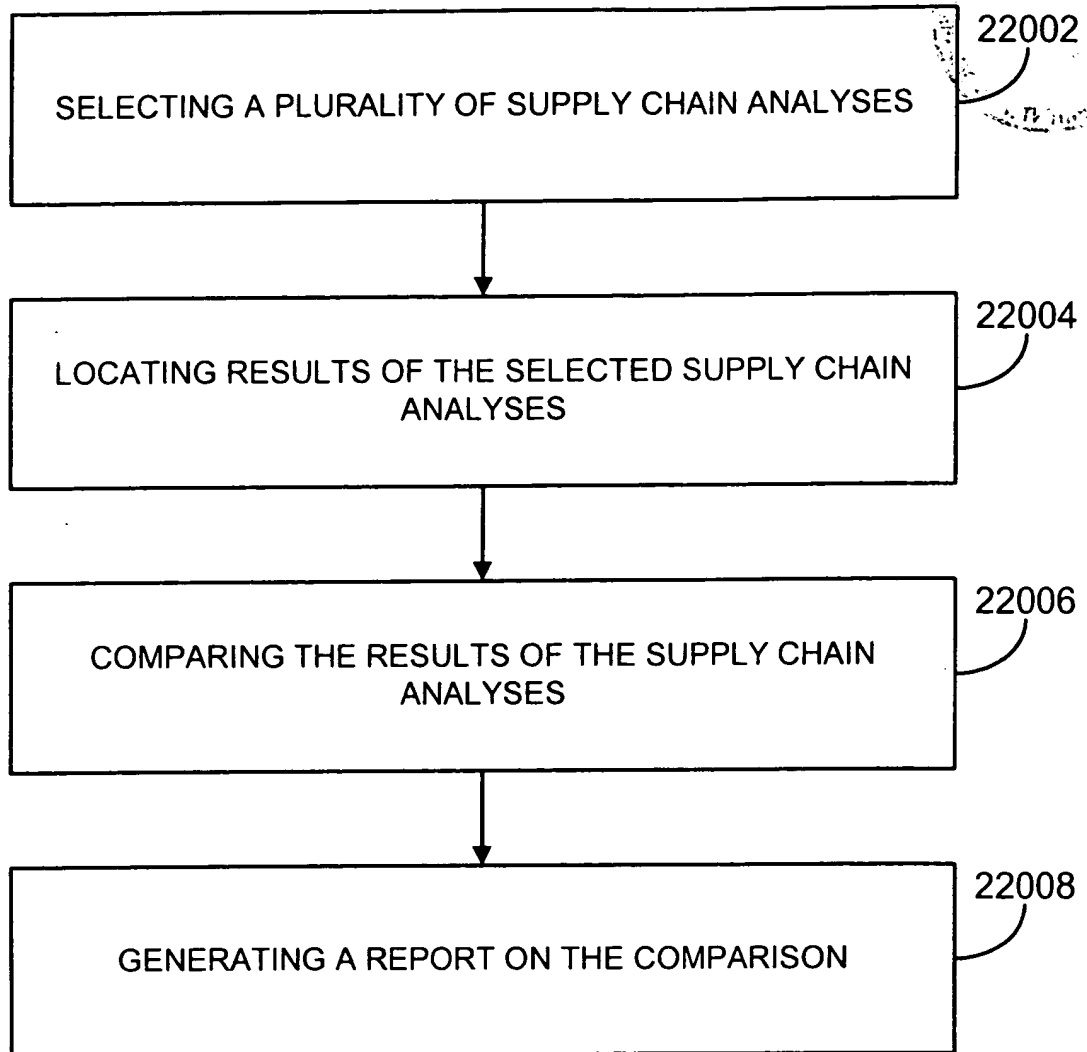 22002
SELECTING A PLURALITY OF SUPPLY CHAIN ANALYSES
22004
LOCATING RESULTS OF THE SELECTED SUPPLY CHAIN
ANALYSES
22006
COMPARING THE RESULTS OF THE SUPPLY CHAIN
ANALYSES
22008
GENERATING A REPORT ON THE COMPARISON